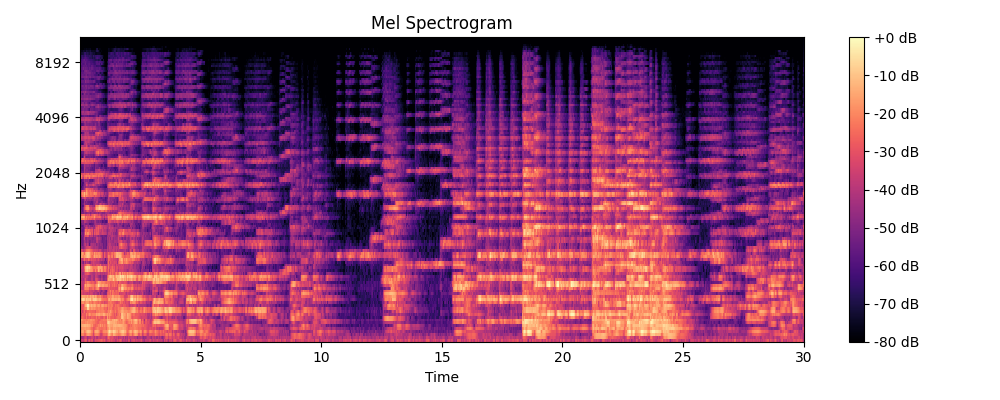 Mel Spectrogram
+0 dB
8192
-10 dB
4096
-20 dB
-30 dB
2048
Hz
-40 dB
1024
-50 dB
-60 dB
512
-70 dB
0
-80 dB
0 5 10 15 20 25 30
Time